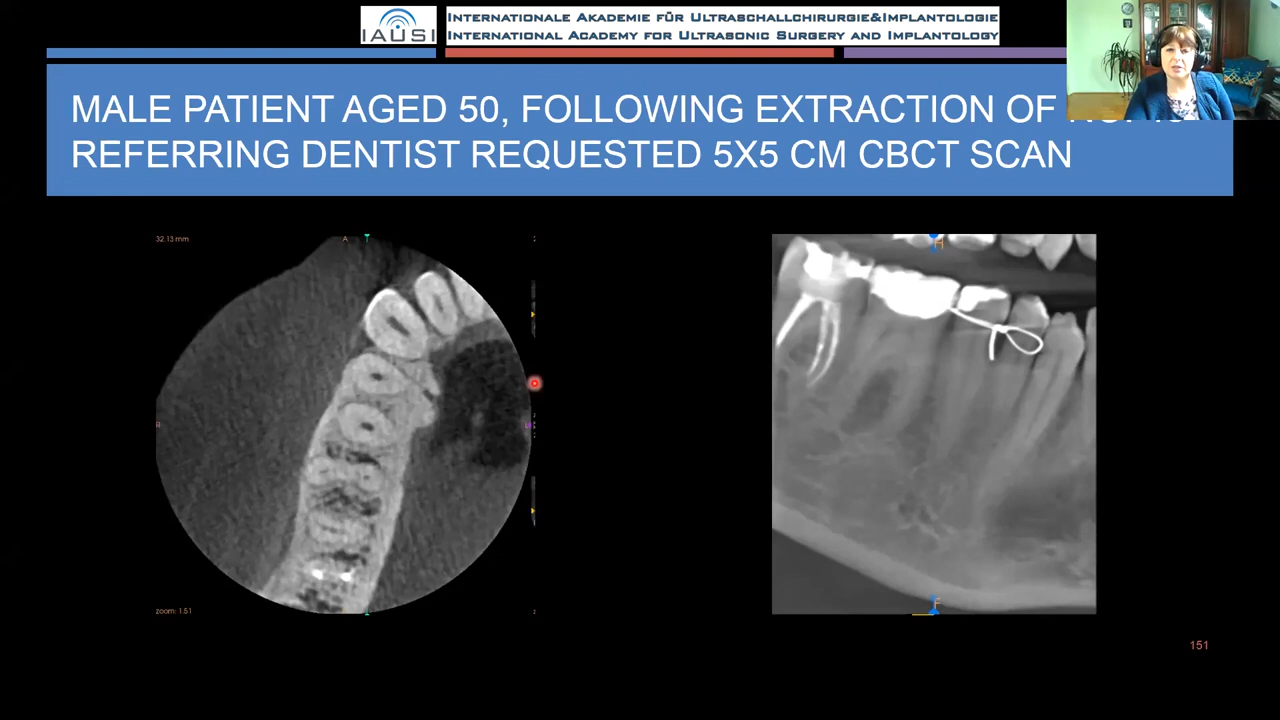 IAUSI
INTERNATIONALE AKADEMIE FÜR ULTRASCHALLCHIRURGIE&IMPLANTOLOGIE
INTERNATIONAL ACADEMY FOR ULTRASONIC SURGERY AND IMPLANTOLOGY
MALE PATIENT AGED 50, FOLLOWING EXTRACTION OF
REFERRING DENTIST REQUESTED 5X5 CM CBCT SCAN
32.13 mm
A
H
R
zoom: 1.51
F
151